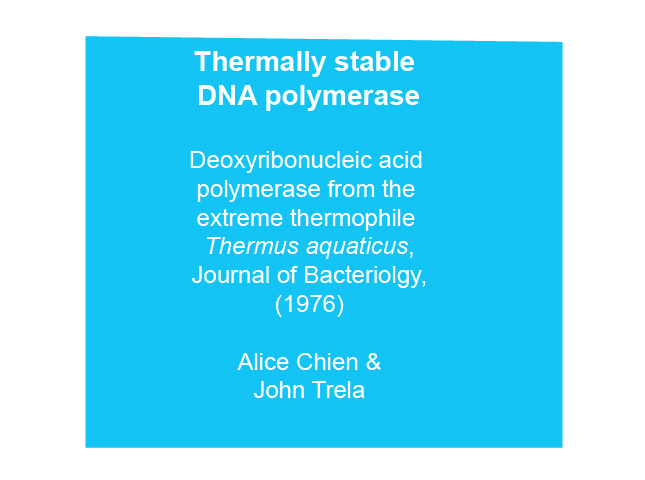 Thermally stable
DNA polymerase
Deoxyribonucleic acid
polymerase from the
extreme thermophile
Thermus aquaticus,
Journal of Bacteriolgy,
(1976)
Alice Chien &
John Trela